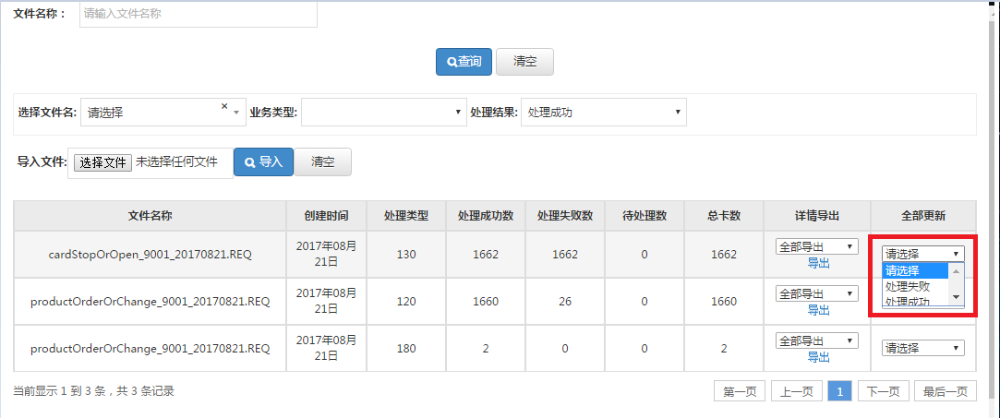 文件名称： 请输入文件名称
查询 清空
选择文件名: 请选择 × 业务类型: 处理结果: 处理成功
导入文件: 选择文件 未选择任何文件 导入 清空
文件名称 创建时间 处理类型 处理成功数 处理失败数 待处理数 总卡数 详情导出 全部更新
cardStopOrOpen_9001_20170821.REQ 2017年08月21日 130 1662 1662 0 1662 全部导出 导出 请选择
请选择
处理失败
处理成功
productOrderOrChange_9001_20170821.REQ 2017年08月21日 120 1660 26 0 1660 全部导出 导出
productOrderOrChange_9001_20170821.REQ 2017年08月21日 180 2 0 0 2 全部导出 导出 请选择
当前显示 1 到 3 条，共 3 条记录 第一页 上一页 1 下一页 最后一页